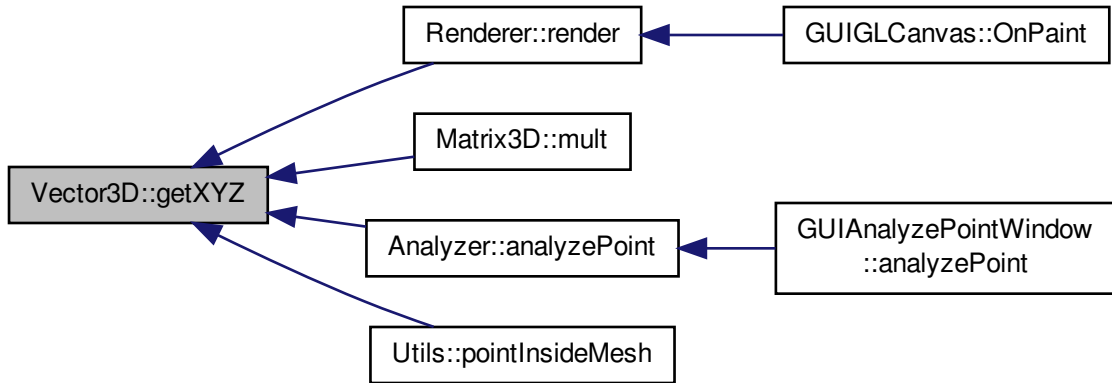 Renderer::render
GUIGLCanvas::OnPaint
Matrix3D::mult
Vector3D::getXYZ
Analyzer::analyzePoint
GUIAnalyzePointWindow
::analyzePoint
Utils::pointInsideMesh